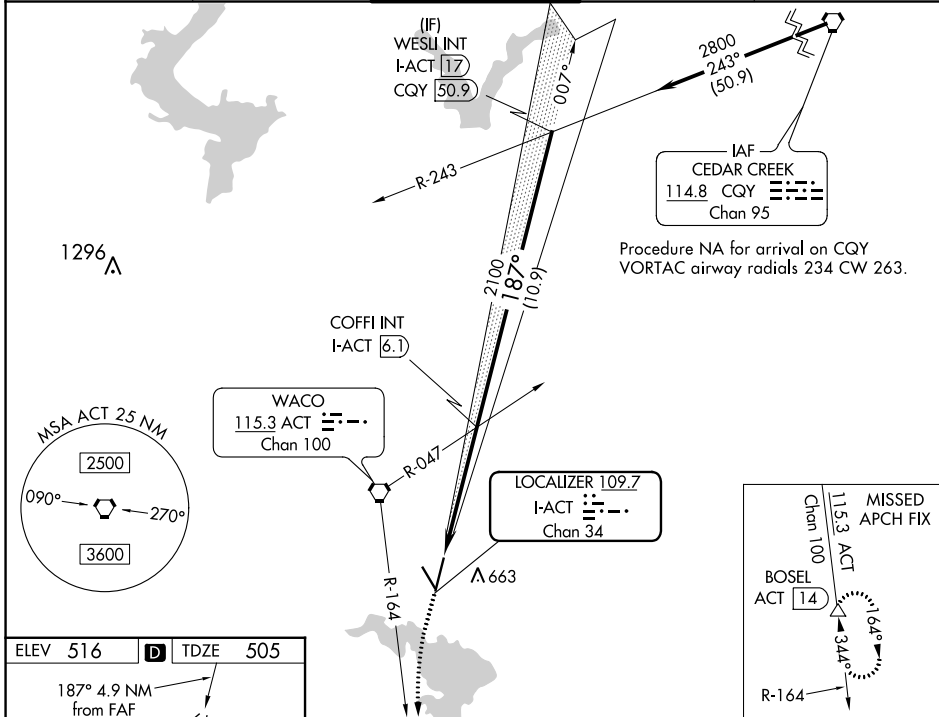 (IF)
WESLI INT
I-ACT 17
CQY 50.9
007°
2800
243°
(50.9)
IAF
CEDAR CREEK
114.8 CQY
Chan 95
R-243
Procedure NA for arrival on CQY
VORTAC airway radials 234 CW 263.
1296
2100
187°
(10.9)
COFFI INT
I-ACT 6.1
WACO
115.3 ACT
Chan 100
R-047
MSA ACT 25 NM
2500
090°
270°
3600
LOCALIZER 109.7
I-ACT
Chan 34
663
R-164
MISSED
APCH FIX
115.3 ACT
Chan 100
BOSEL
ACT 14
164°
344°
R-164
ELEV 516 D TDZE 505
187° 4.9 NM
from FAF